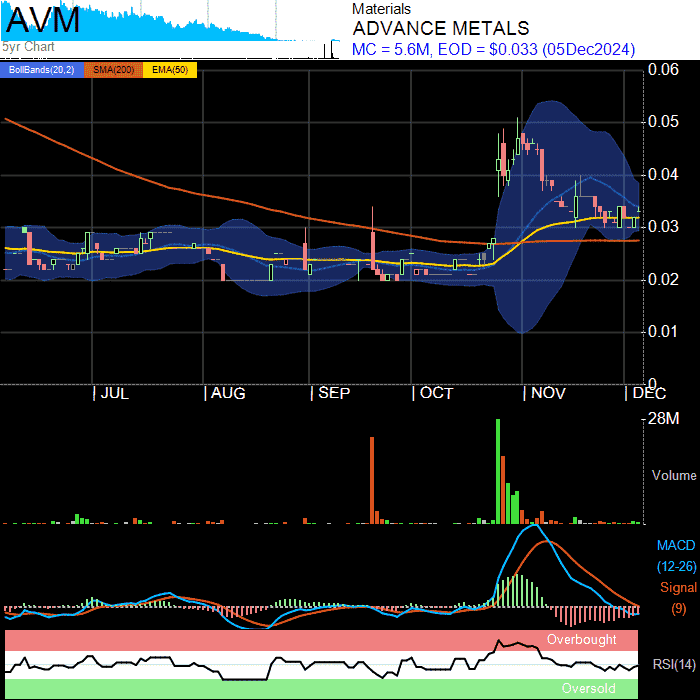 AVM
5yr Chart
Materials
ADVANCE METALS
MC = 5.6M, EOD = $0.033 (05Dec2024)
BollBands(20,2) SMA(200) EMA(50)
0.06
0.05
0.04
0.03
0.02
0.01
0
JUL AUG SEP OCT NOV DEC
28M
Volume
MACD
(12-26)
Signal
(9)
Overbought
RSI(14)
Oversold